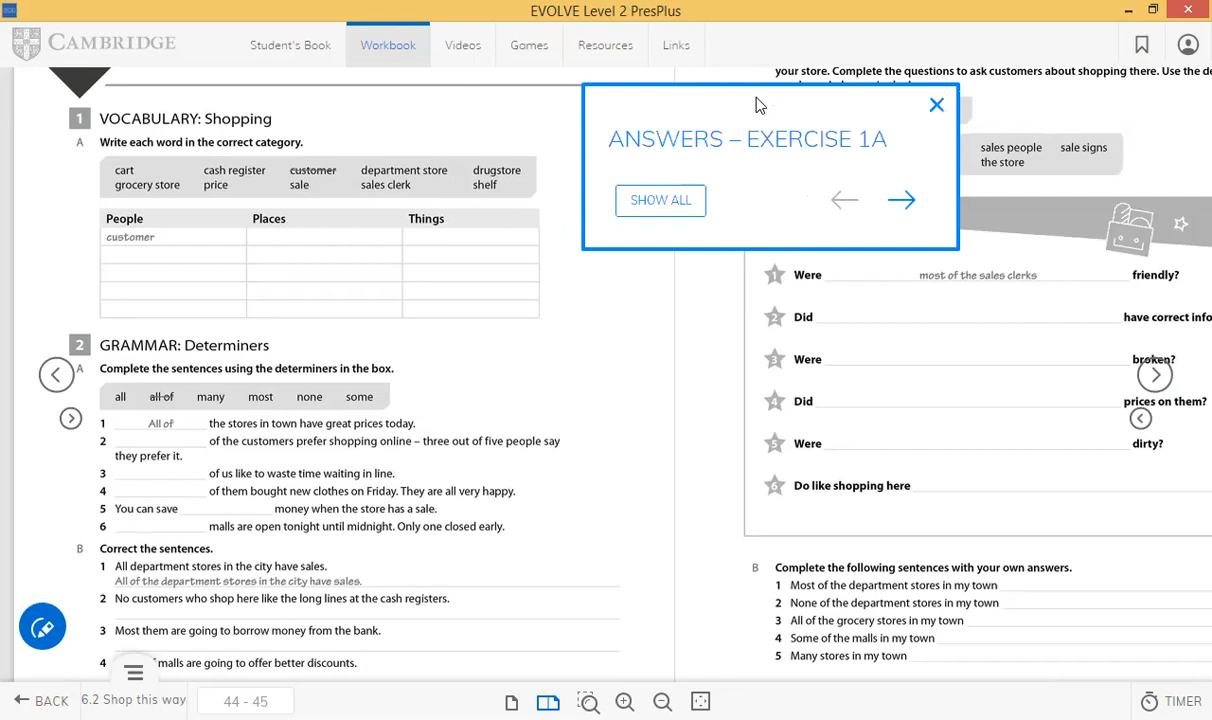 EVOLVE Level 2 PresPlus
CAMBRIDGE
Student's Book
Workbook
Videos
Games
Resources
Links
1 VOCABULARY: Shopping
A Write each word in the correct category.
cart cash register customer department store drugstore
grocery store price sale sales clerk shelf
People Places Things
customer
2 GRAMMAR: Determiners
A Complete the sentences using the determiners in the box.
all all of many most none some
1 All of the stores in town have great prices today.
2 of the customers prefer shopping online – three out of five people say
they prefer it.
3 of us like to waste time waiting in line.
4 of them bought new clothes on Friday. They are all very happy.
5 You can save money when the store has a sale.
6 malls are open tonight until midnight. Only one closed early.
B Correct the sentences.
1 All department stores in the city have sales.
All of the department stores in the city have sales.
2 No customers who shop here like the long lines at the cash registers.
3 Most them are going to borrow money from the bank.
4 malls are going to offer better discounts.
your store. Complete the questions to ask customers about shopping there. Use the
ANSWERS – EXERCISE 1A
SHOW ALL
sales people sale signs
the store
1 Were most of the sales clerks friendly?
2 Did have correct
3 Were broken?
4 Did prices on them?
5 Were dirty?
6 Do like shopping here
B Complete the following sentences with your own answers.
1 Most of the department stores in my town
2 None of the department stores in my town
3 All of the grocery stores in my town
4 Some of the malls in my town
5 Many stores in my town
BACK
6.2 Shop this way
44 - 45
TIMER